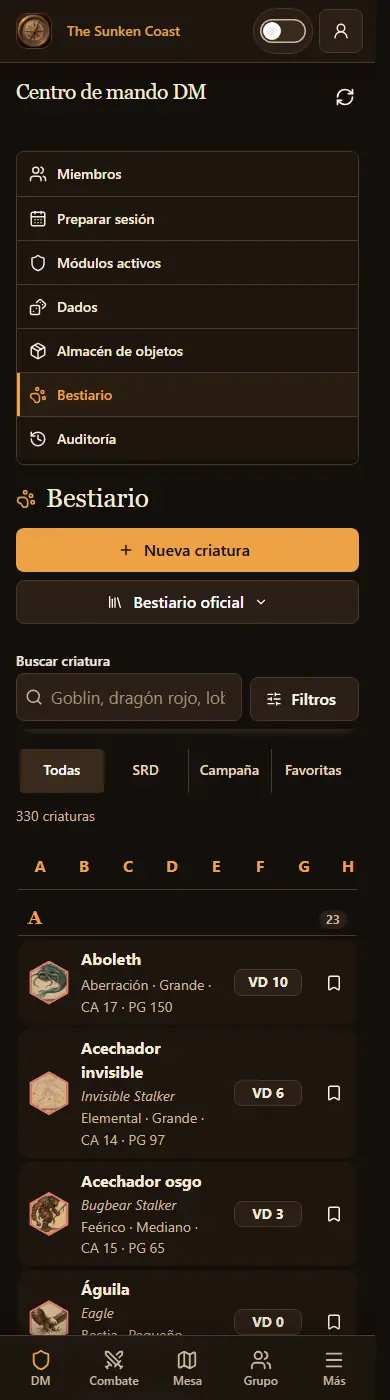 The Sunken Coast
Centro de mando DM
Miembros
Preparar sesión
Módulos activos
Dados
Almacén de objetos
Bestiario
Auditoría
Bestiario
+ Nueva criatura
Bestiario oficial
Buscar criatura
Goblin, dragón rojo, lob
Filtros
Todas
SRD
Campaña
Favoritas
330 criaturas
A B C D E F G H
A
23
Aboleth
Aberración · Grande ·
CA 17 · PG 150
VD 10
Acechador
invisible
Invisible Stalker
Elemental · Grande ·
CA 14 · PG 97
VD 6
Acechador osgo
Bugbear Stalker
Feérico · Mediano ·
CA 15 · PG 65
VD 3
Águila
Eagle
Bestia · Pequeño ·
VD 0
DM
Combate
Mesa
Grupo
Más